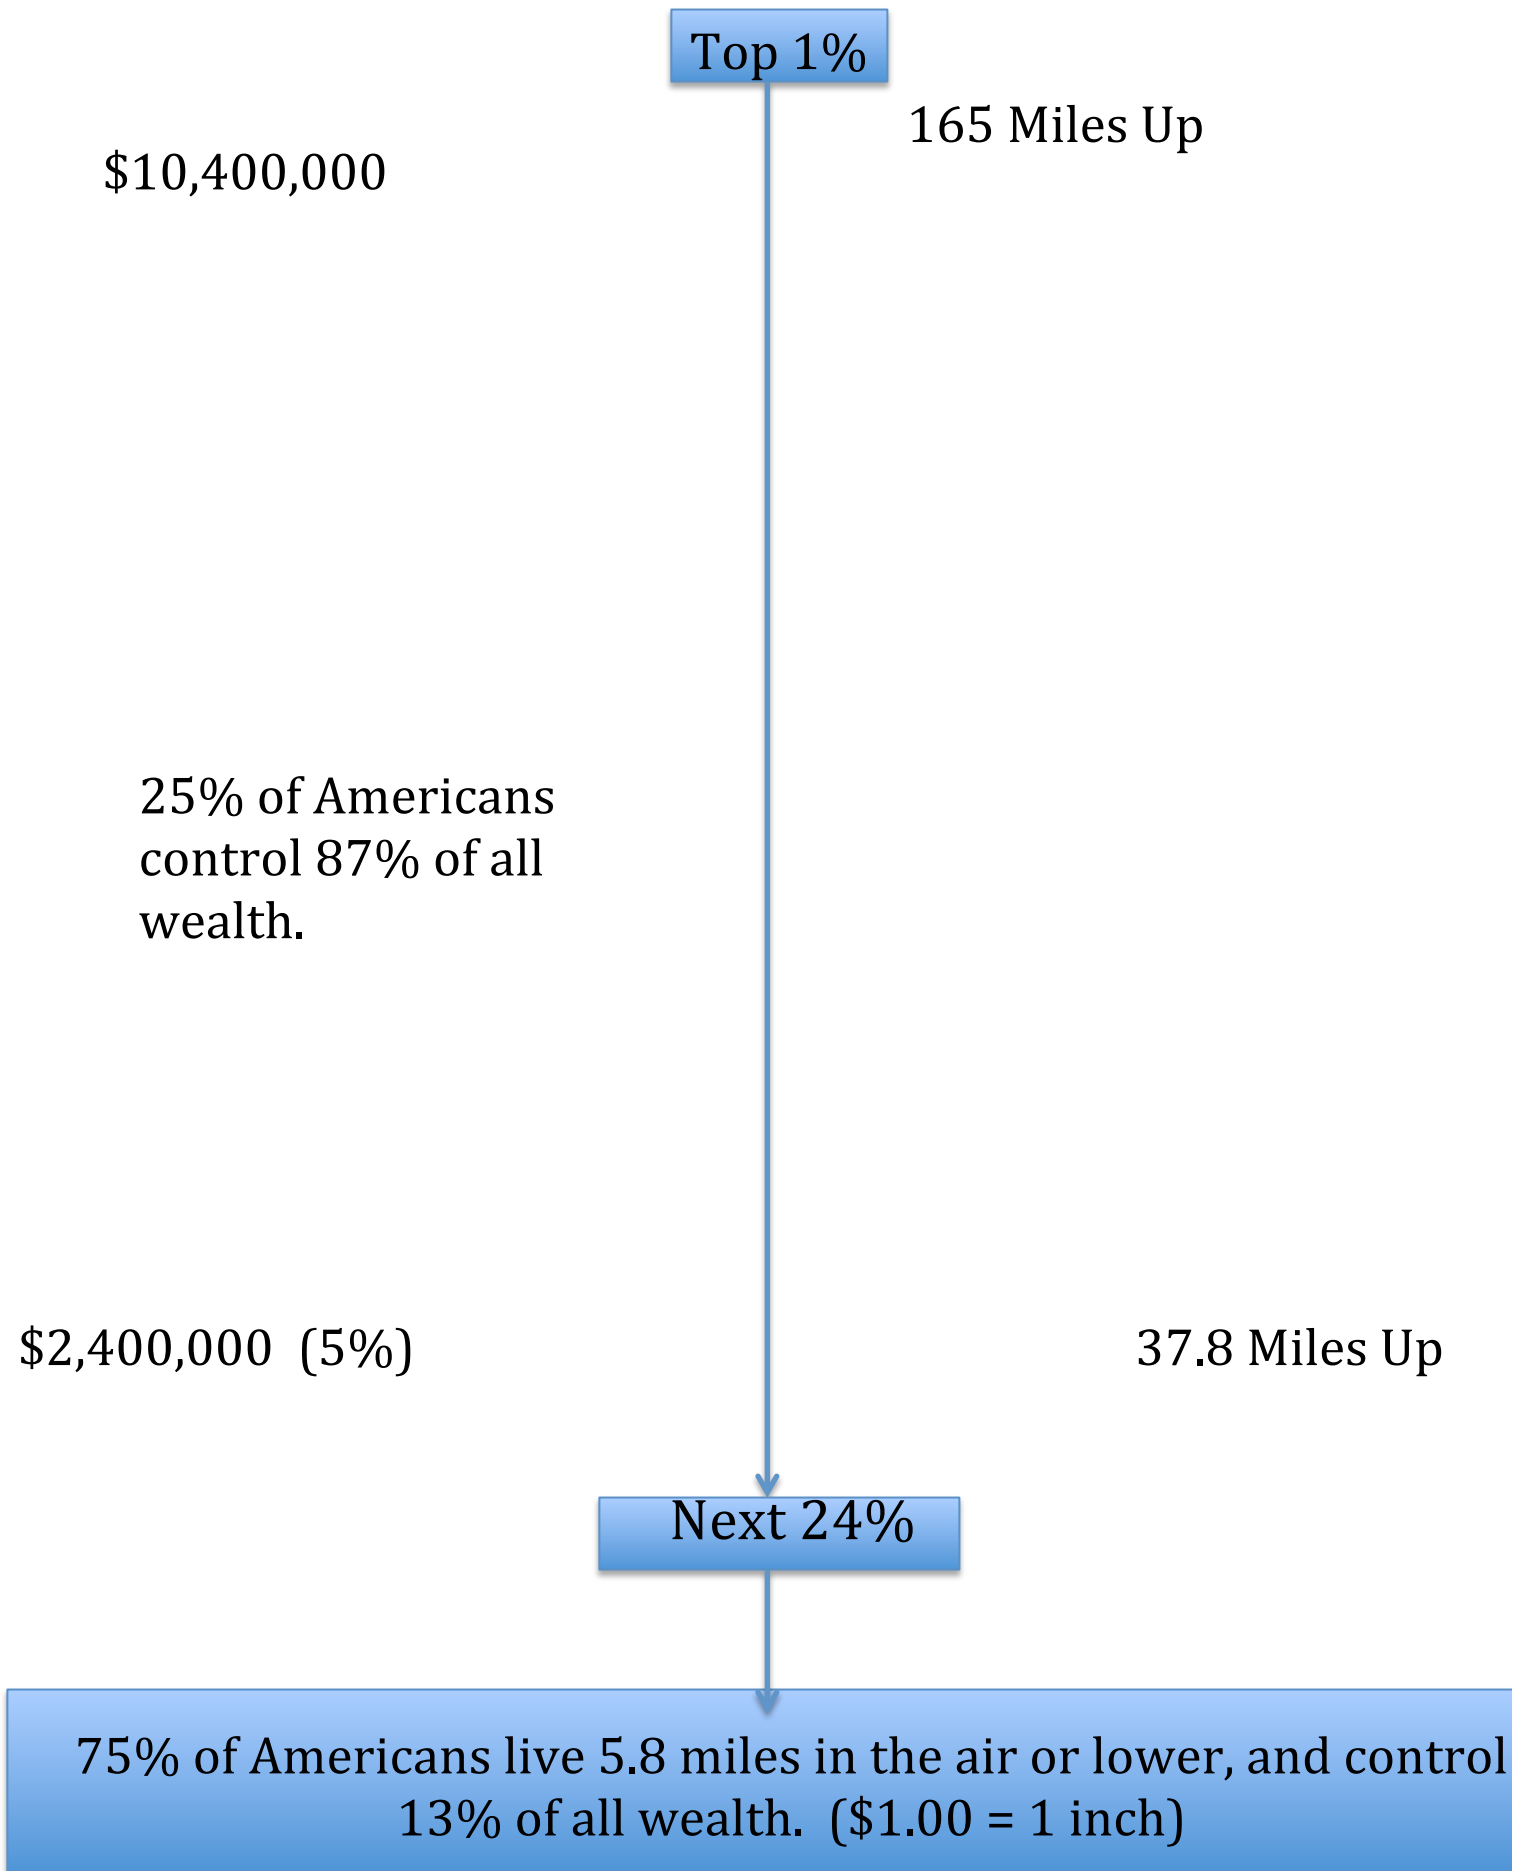 Top 1%
165 Miles Up
$10,400,000
25% of Americans
control 87% of all
wealth.
$2,400,000  (5%)
37.8 Miles Up
Next 24%
75% of Americans live 5.8 miles in the air or lower, and control
13% of all wealth.  ($1.00 = 1 inch)